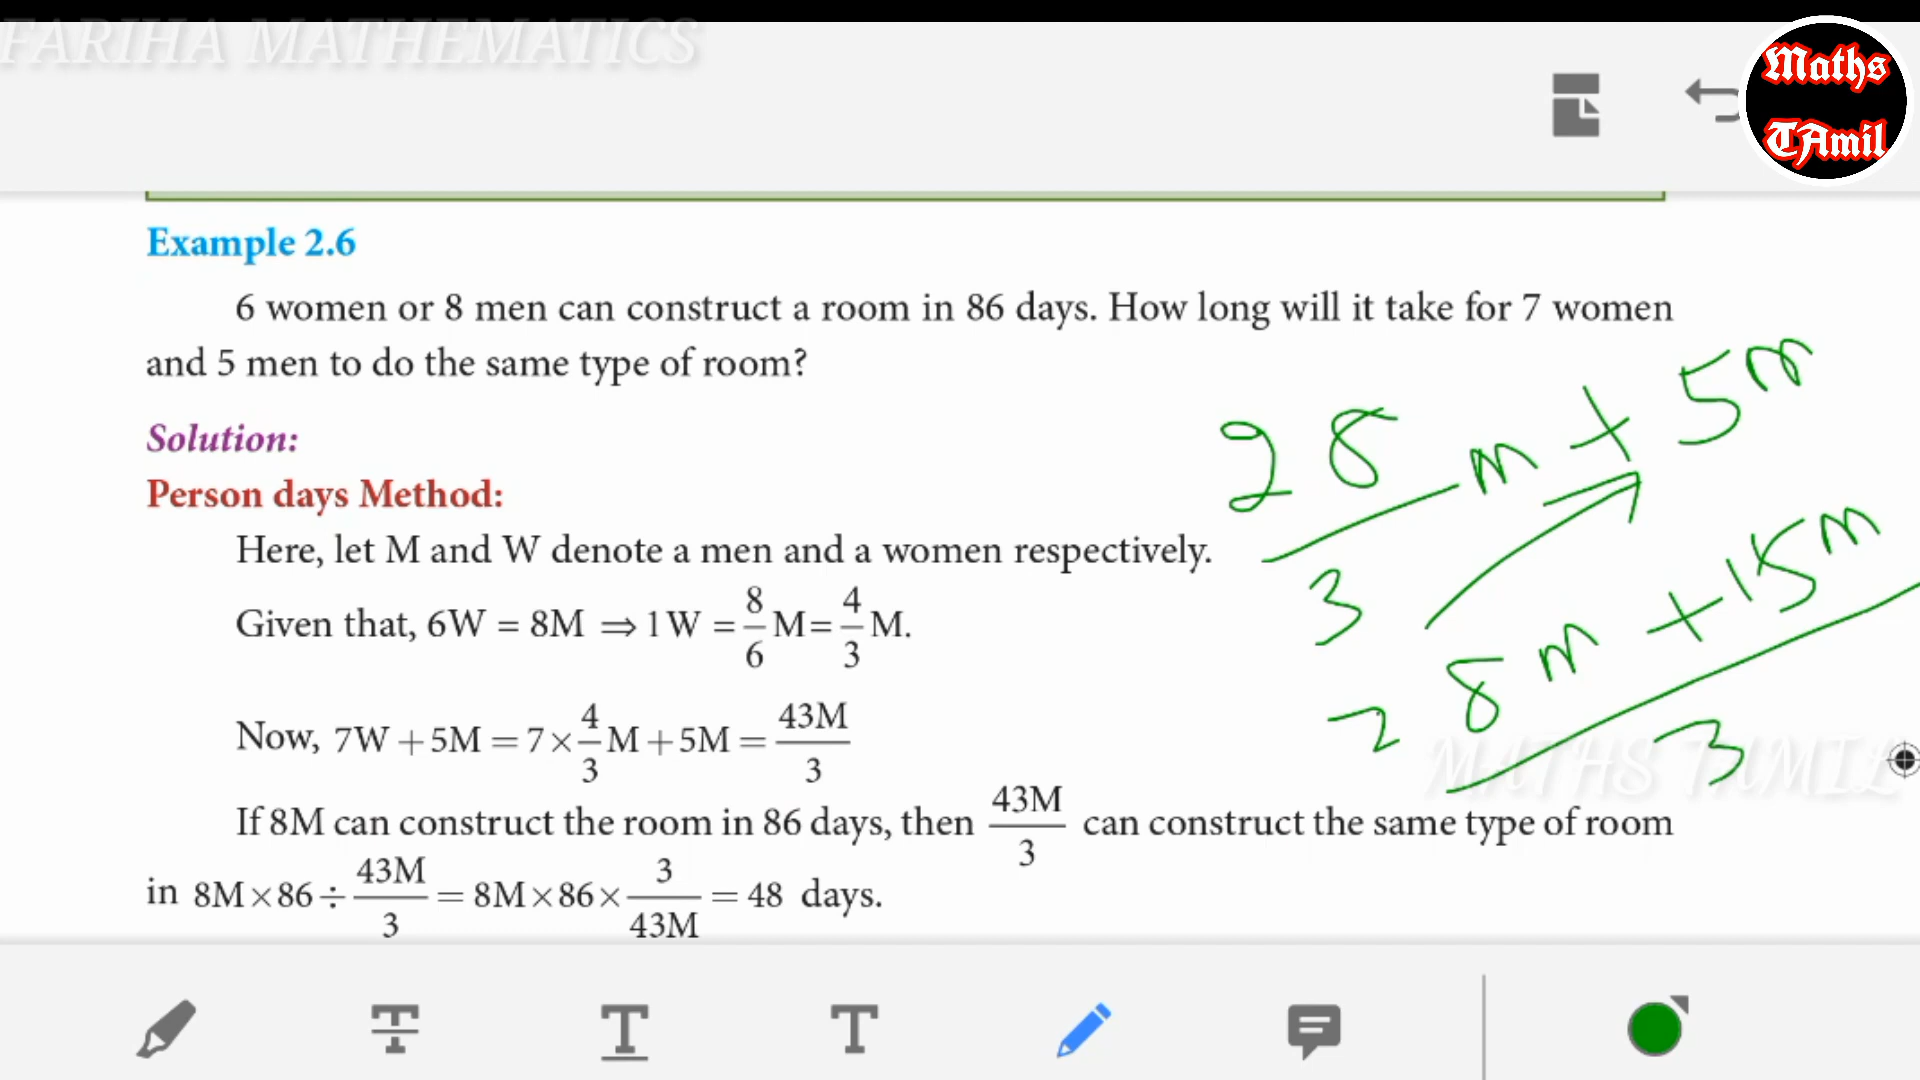 FARIHA MATHEMATICS
Maths
TAmil
Example 2.6
6 women or 8 men can construct a room in 86 days. How long will it take for 7 women
and 5 men to do the same type of room?
Solution:
Person days Method:
Here, let M and W denote a men and a women respectively.
Given that, 6W = 8M ⇒ 1W = 8/6 M = 4/3 M.
Now, 7W + 5M = 7 × 4/3 M + 5M = 43M/3
If 8M can construct the room in 86 days, then 43M/3 can construct the same type of room
in 8M × 86 ÷ 43M/3 = 8M × 86 × 3/43M = 48 days.
28/3 m + 5m
28m + 15m
3
MATHS TAMIL